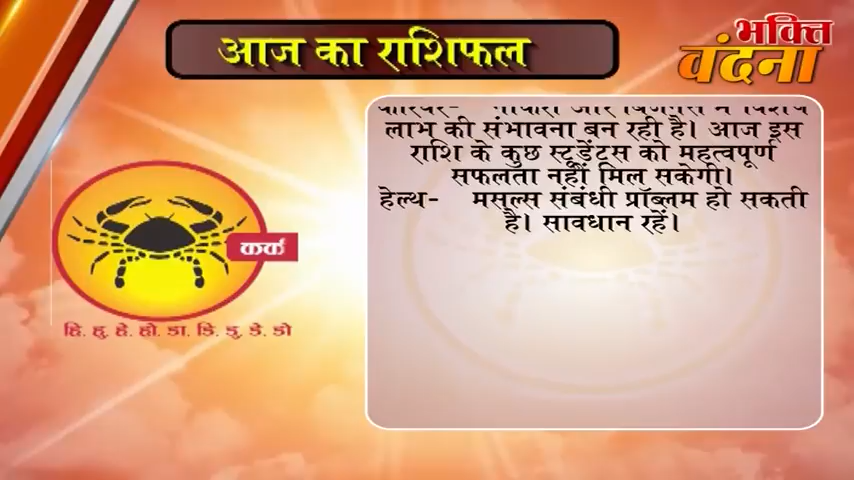 आज का राशिफल
भक्ति
वंदना
लाभ की संभावना बन रही है। आज इस
राशि के कुछ स्टूडेंट्स को महत्वपूर्ण
सफलता नहीं मिल सकेगी।
हेल्थ- मसल्स संबंधी प्रॉब्लम हो सकती
है। सावधान रहें।
कर्क
हि. हु. हे. हो. डा. डि. डु. डे. डो